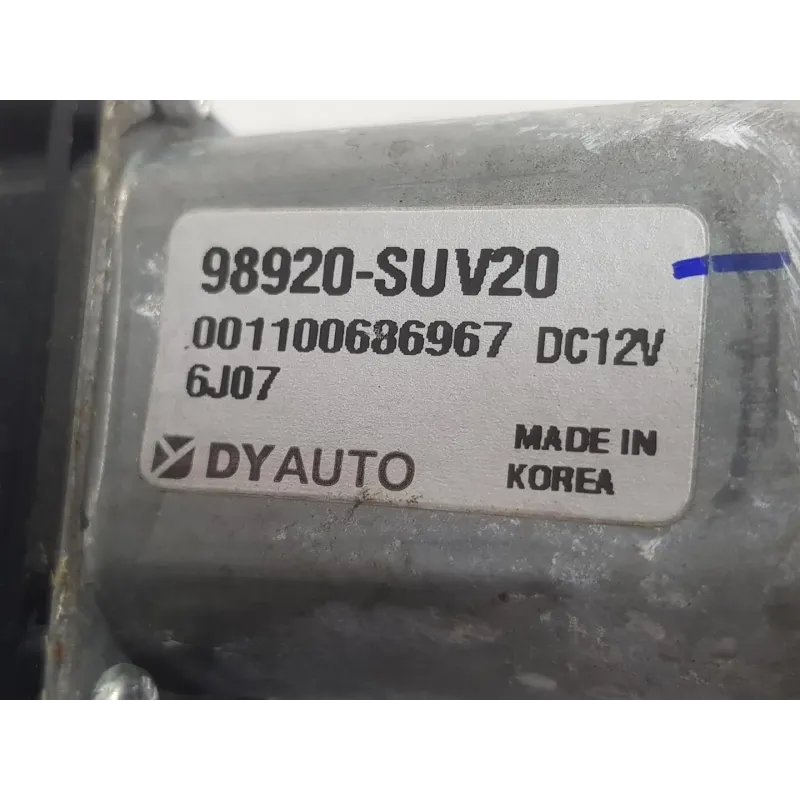 98920-SUV20
001100686967 DC12V
6J07
DYAUTO
MADE IN
KOREA